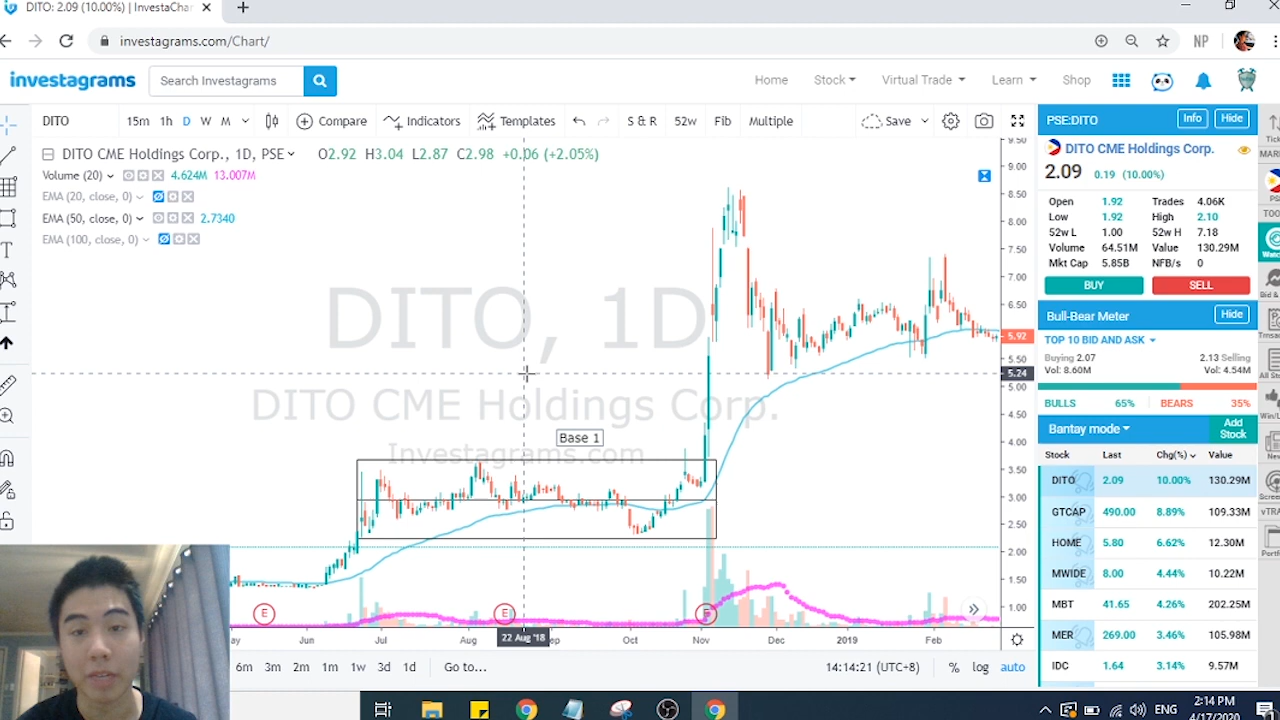 DITO: 2.09 (10.00%) | InvestaChar
investagrams.com/Chart/
NP
investagrams
Search Investagrams
Home
Stock
Virtual Trade
Learn
Shop
DITO
15m 1h D W M
Compare
Indicators
Templates
S & R
52w
Fib
Multiple
Save
DITO CME Holdings Corp., 1D, PSE
O2.92 H3.04 L2.87 C2.98 +0.06 (+2.05%)
Volume (20) 4.624M 13.007M
EMA (20, close, 0)
EMA (50, close, 0) 2.7340
EMA (100, close, 0)
DITO, 1D
DITO CME Holdings Corp.
Investagrams.com
Base 1
9.50
9.00
8.50
8.00
7.50
7.00
6.50
5.92
5.50
5.24
5.00
4.50
4.00
3.50
3.00
2.50
2.00
1.50
1.00
E E E
Jun Jul Aug 22 Aug '18 Oct Nov Dec 2019 Feb
6m 3m 2m 1m 1w 3d 1d Go to...
14:14:21 (UTC+8) % log auto
PSE:DITO Info Hide
DITO CME Holdings Corp.
2.09 0.19 (10.00%)
Open 1.92 Trades 4.06K
Low 1.92 High 2.10
52w L 1.00 52w H 7.18
Volume 64.51M Value 130.29M
Mkt Cap 5.85B NFB/s 0
BUY SELL
Bull-Bear Meter Hide
TOP 10 BID AND ASK
Buying 2.07 2.13 Selling
Vol: 8.60M Vol: 4.54M
BULLS 65% BEARS 35%
Bantay mode Add Stock
Stock Last Chg(%) Value
DITO 2.09 10.00% 130.29M
GTCAP 490.00 8.89% 109.33M
HOME 5.80 6.62% 12.30M
MWIDE 8.00 4.44% 10.22M
MBT 41.65 4.26% 202.25M
MER 269.00 3.46% 105.98M
IDC 1.64 3.14% 9.57M
ENG
2:14 PM